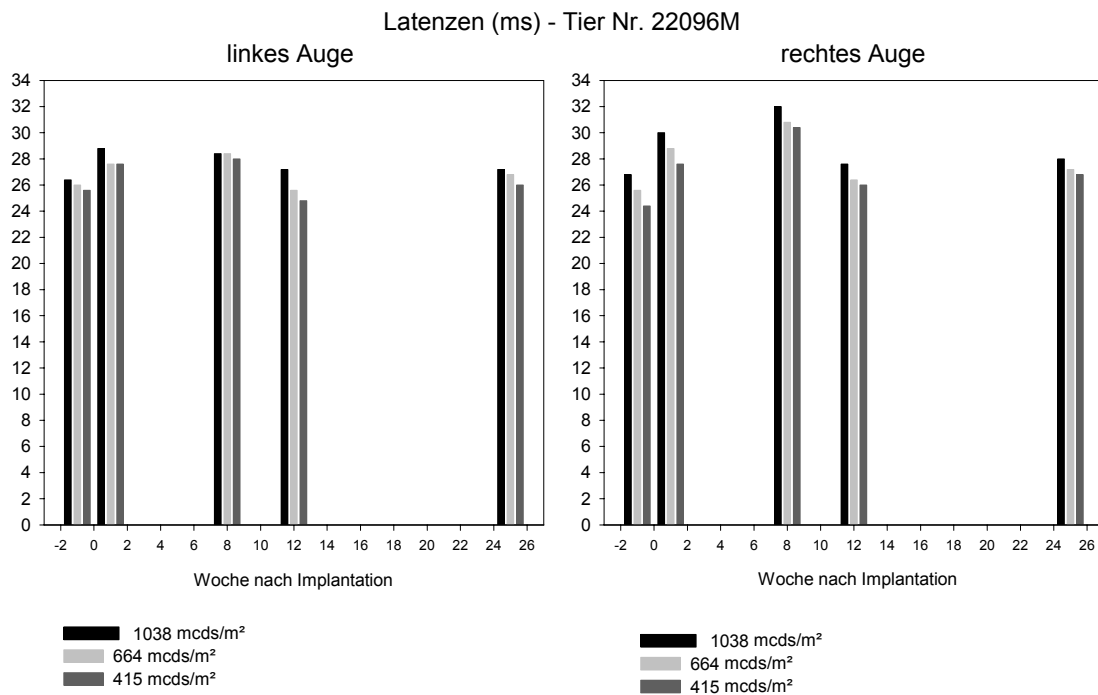 Latenzen (ms) - Tier Nr. 22096M
linkes Auge
34
32
30
28
26
24
22
20
18
16
14
12
10
8
6
4
2
0
-2 0 2 4 6 8 10 12 14 16 18 20 22 24 26
Woche nach Implantation
1038 mcds/m²
664 mcds/m²
415 mcds/m²
rechtes Auge
34
32
30
28
26
24
22
20
18
16
14
12
10
8
6
4
2
0
-2 0 2 4 6 8 10 12 14 16 18 20 22 24 26
Woche nach Implantation
1038 mcds/m²
664 mcds/m²
415 mcds/m²